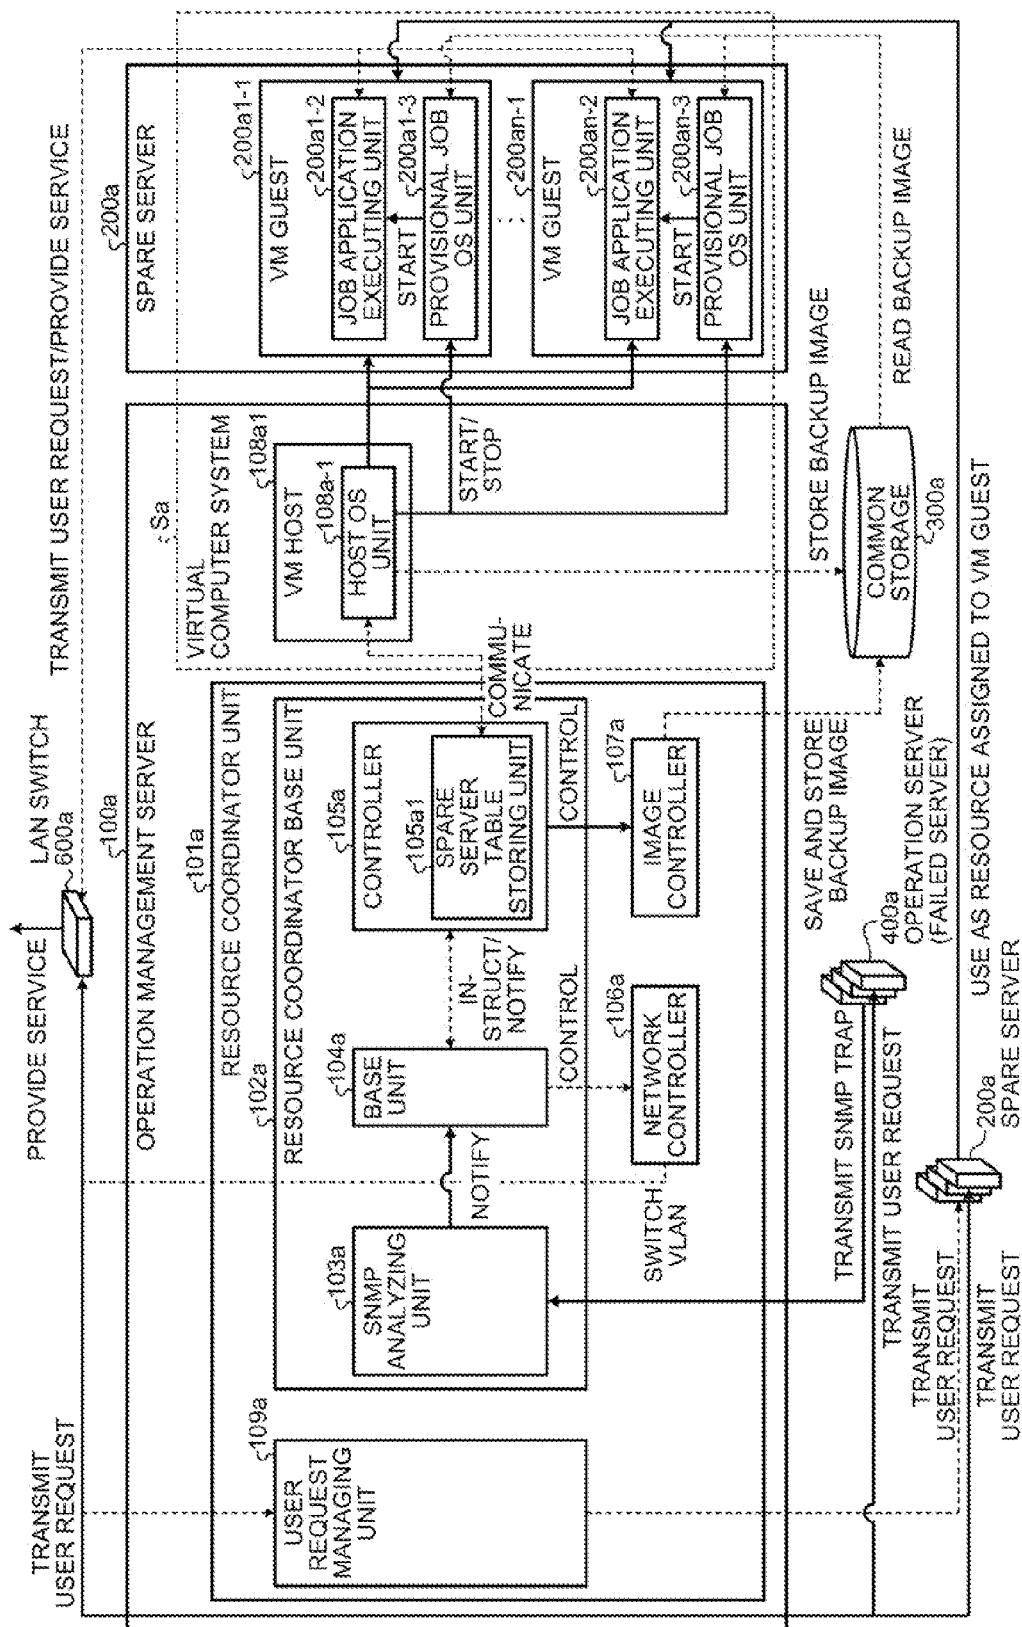 PROVIDE SERVICE
LAN SWITCH
600a
TRANSMIT USER REQUEST/PROVIDE SERVICE
TRANSMIT
USER REQUEST
100a
OPERATION MANAGEMENT SERVER
101a
RESOURCE COORDINATOR UNIT
102a
RESOURCE COORDINATOR BASE UNIT
109a
USER
REQUEST
MANAGING
UNIT
103a
SNMP
ANALYZING
UNIT
NOTIFY
104a
BASE
UNIT
IN-
STRUCT/
NOTIFY
105a
CONTROLLER
105a1
SPARE
SERVER
TABLE
STORING UNIT
COMMU-
NICATE
CONTROL
CONTROL
SWITCH
VLAN
106a
NETWORK
CONTROLLER
107a
IMAGE
CONTROLLER
Sa
VIRTUAL
COMPUTER SYSTEM
108a1
VM HOST
108a-1
HOST OS
UNIT
START/
STOP
200a
SPARE SERVER
200a1-1
VM GUEST
200a1-2
JOB APPLICATION
EXECUTING UNIT
START
200a1-3
PROVISIONAL JOB
OS UNIT
200an-1
VM GUEST
200an-2
JOB APPLICATION
EXECUTING UNIT
START
200an-3
PROVISIONAL JOB
OS UNIT
STORE BACKUP IMAGE
READ BACKUP IMAGE
COMMON
STORAGE
300a
SAVE AND STORE
BACKUP IMAGE
400a
OPERATION SERVER
(FAILED SERVER)
TRANSMIT SNMP TRAP
TRANSMIT USER REQUEST
USE AS RESOURCE ASSIGNED TO VM GUEST
TRANSMIT
USER REQUEST
TRANSMIT
USER REQUEST
200a
SPARE SERVER